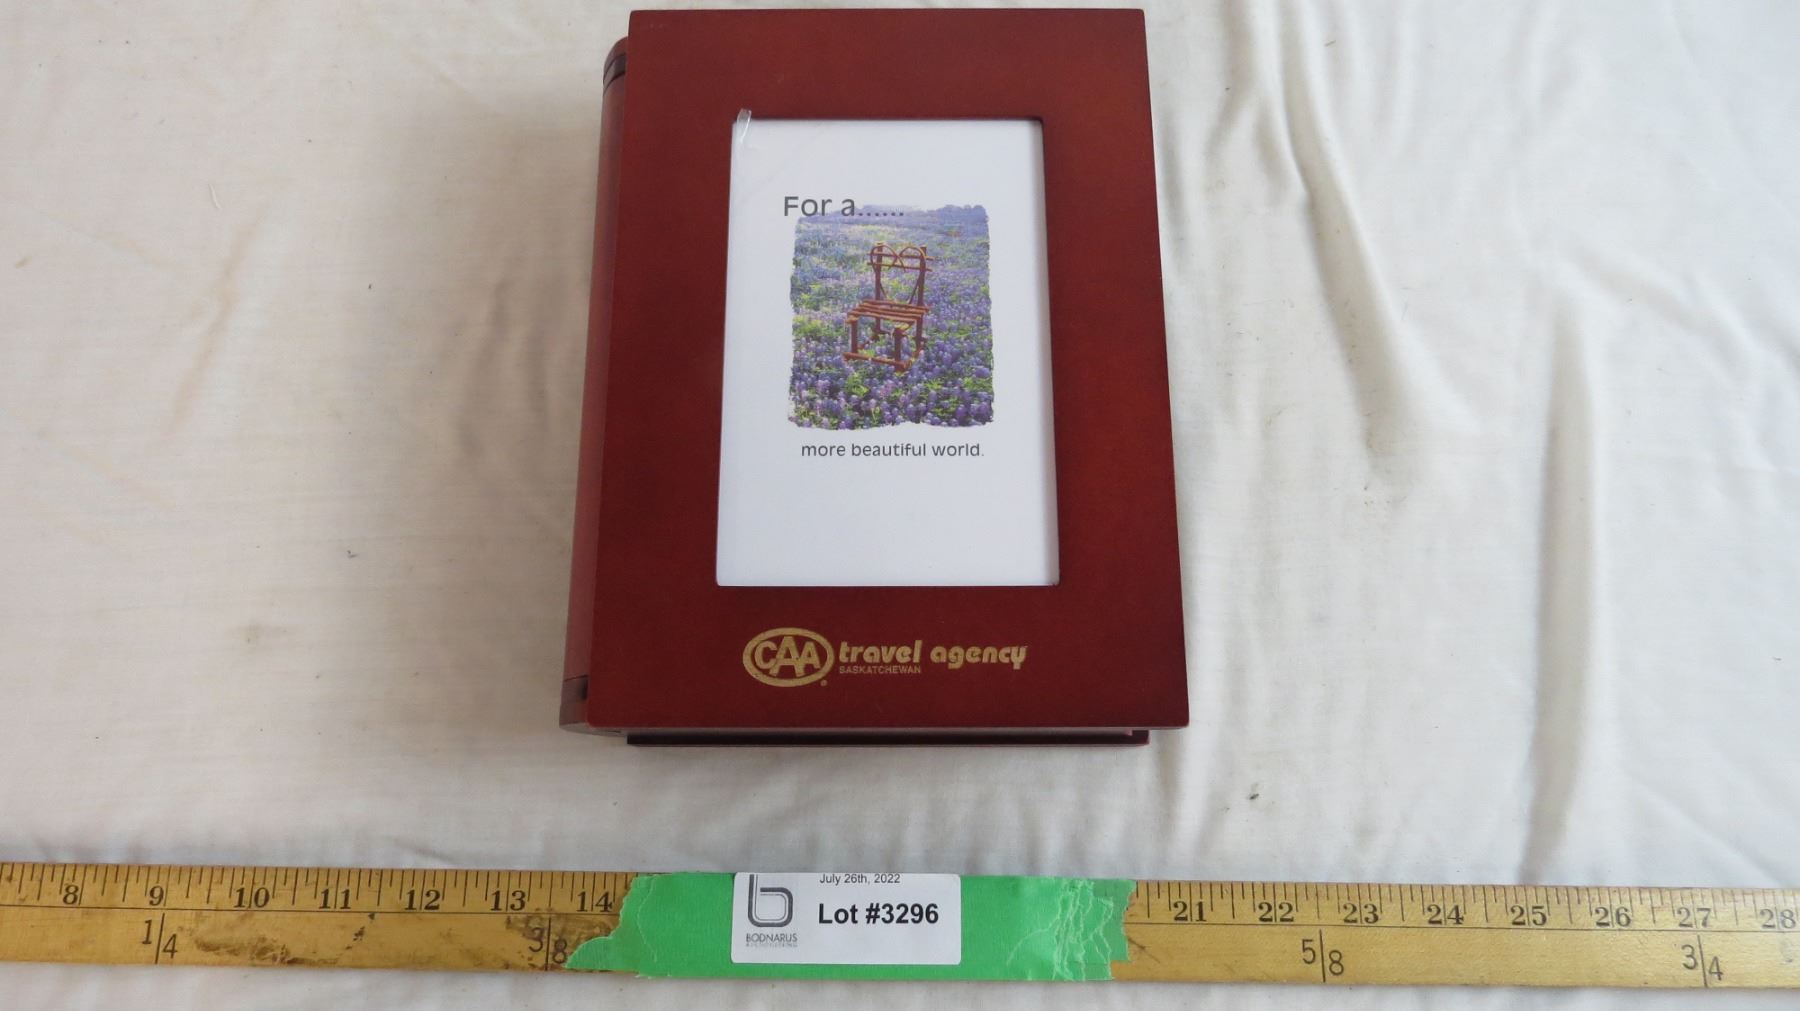 For a......
more beautiful world.
CAA travel agency
SASKATCHEWAN
8 9 10 11 12 13 14 21 22 23 24 25 26 27 28
1/4 3/8 5/8 3/4
July 26th, 2022
Lot #3296
BODNARUS
AUCTIONEERING